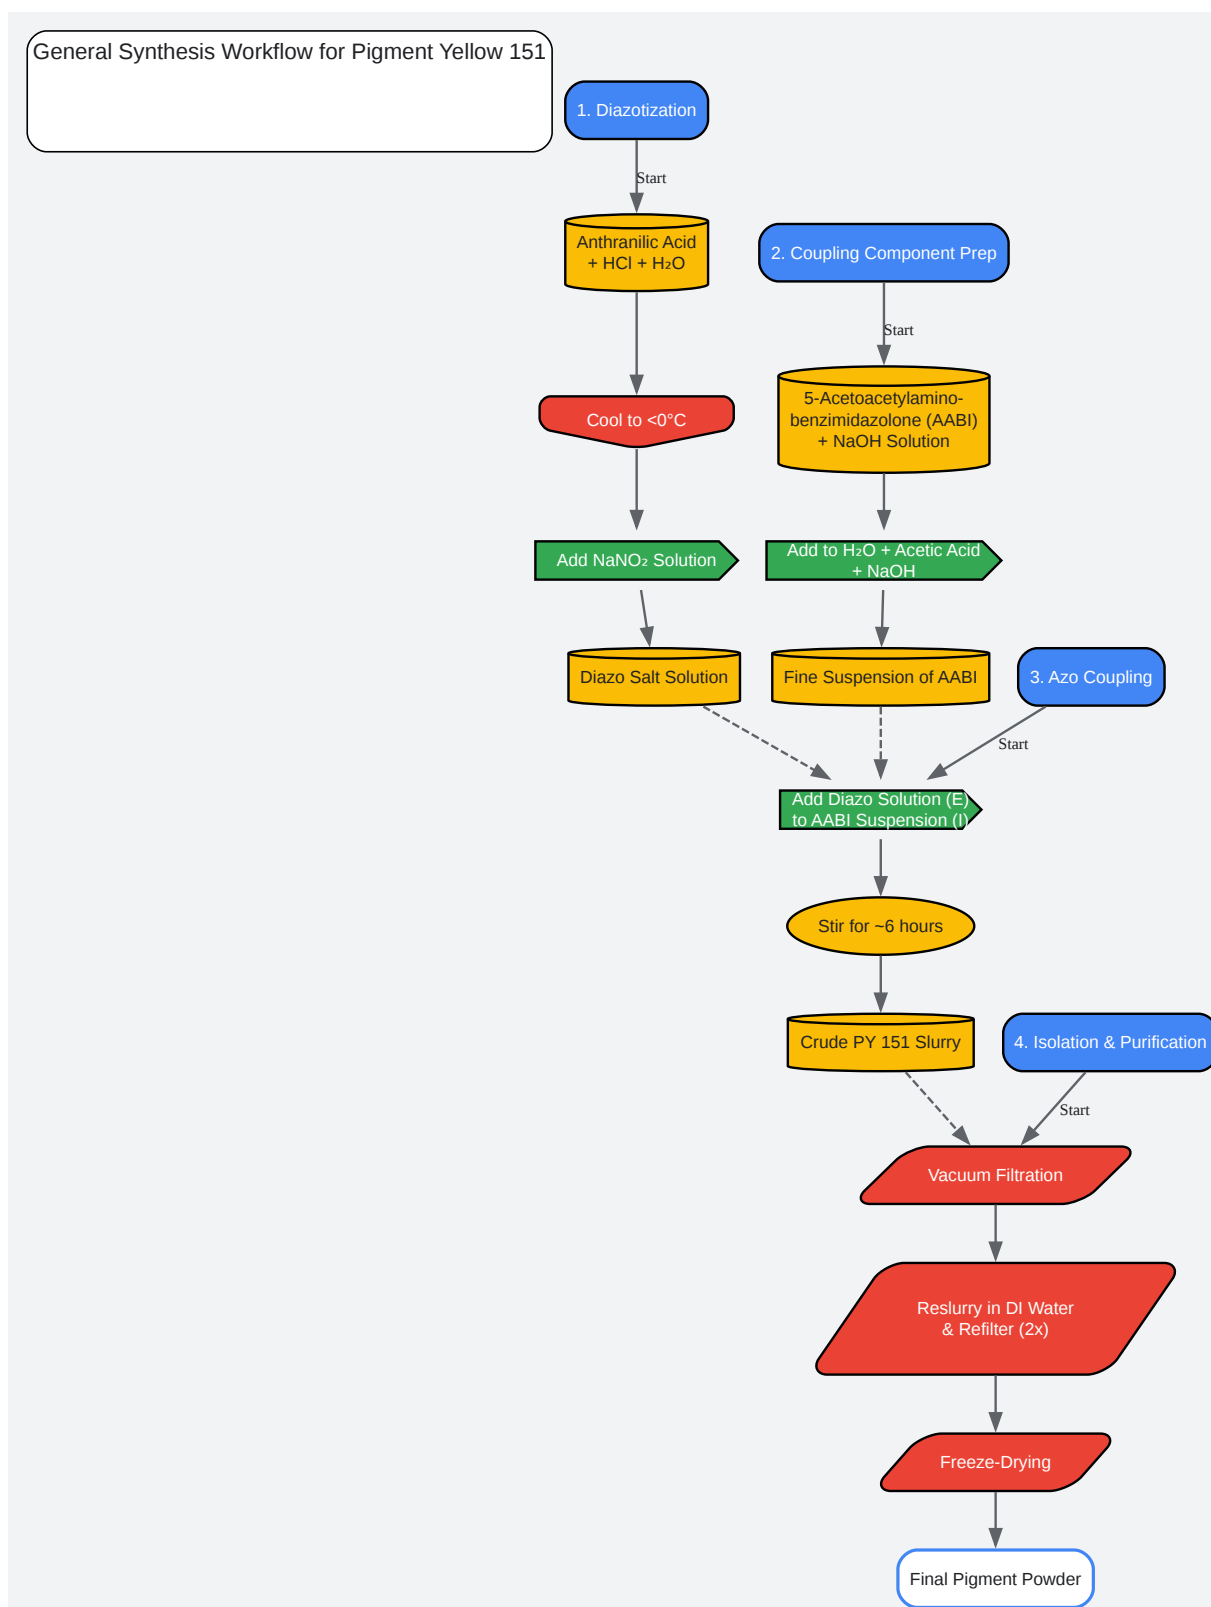 General Synthesis Workflow for Pigment Yellow 151
1. Diazotization
Start
Anthranilic Acid
+ HCl + H₂O
2. Coupling Component Prep
Start
5-Acetoacetylamino-
benzimidazolone (AABI)
+ NaOH Solution
Cool to <0°C
Add NaNO₂ Solution
Add to H₂O + Acetic Acid
+ NaOH
Diazo Salt Solution
Fine Suspension of AABI
3. Azo Coupling
Start
Add Diazo Solution (E)
to AABI Suspension (I)
Stir for ~6 hours
Crude PY 151 Slurry
4. Isolation & Purification
Start
Vacuum Filtration
Reslurry in DI Water
& Refilter (2x)
Freeze-Drying
Final Pigment Powder